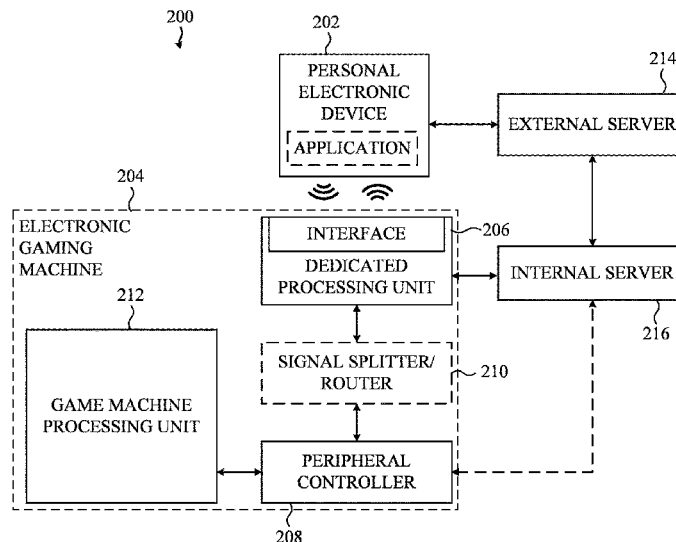 200
202
PERSONAL
ELECTRONIC
DEVICE
APPLICATION
214
EXTERNAL SERVER
204
ELECTRONIC
GAMING
MACHINE
INTERFACE
206
DEDICATED
PROCESSING UNIT
INTERNAL SERVER
216
212
GAME MACHINE
PROCESSING UNIT
SIGNAL SPLITTER/
ROUTER
210
PERIPHERAL
CONTROLLER
208